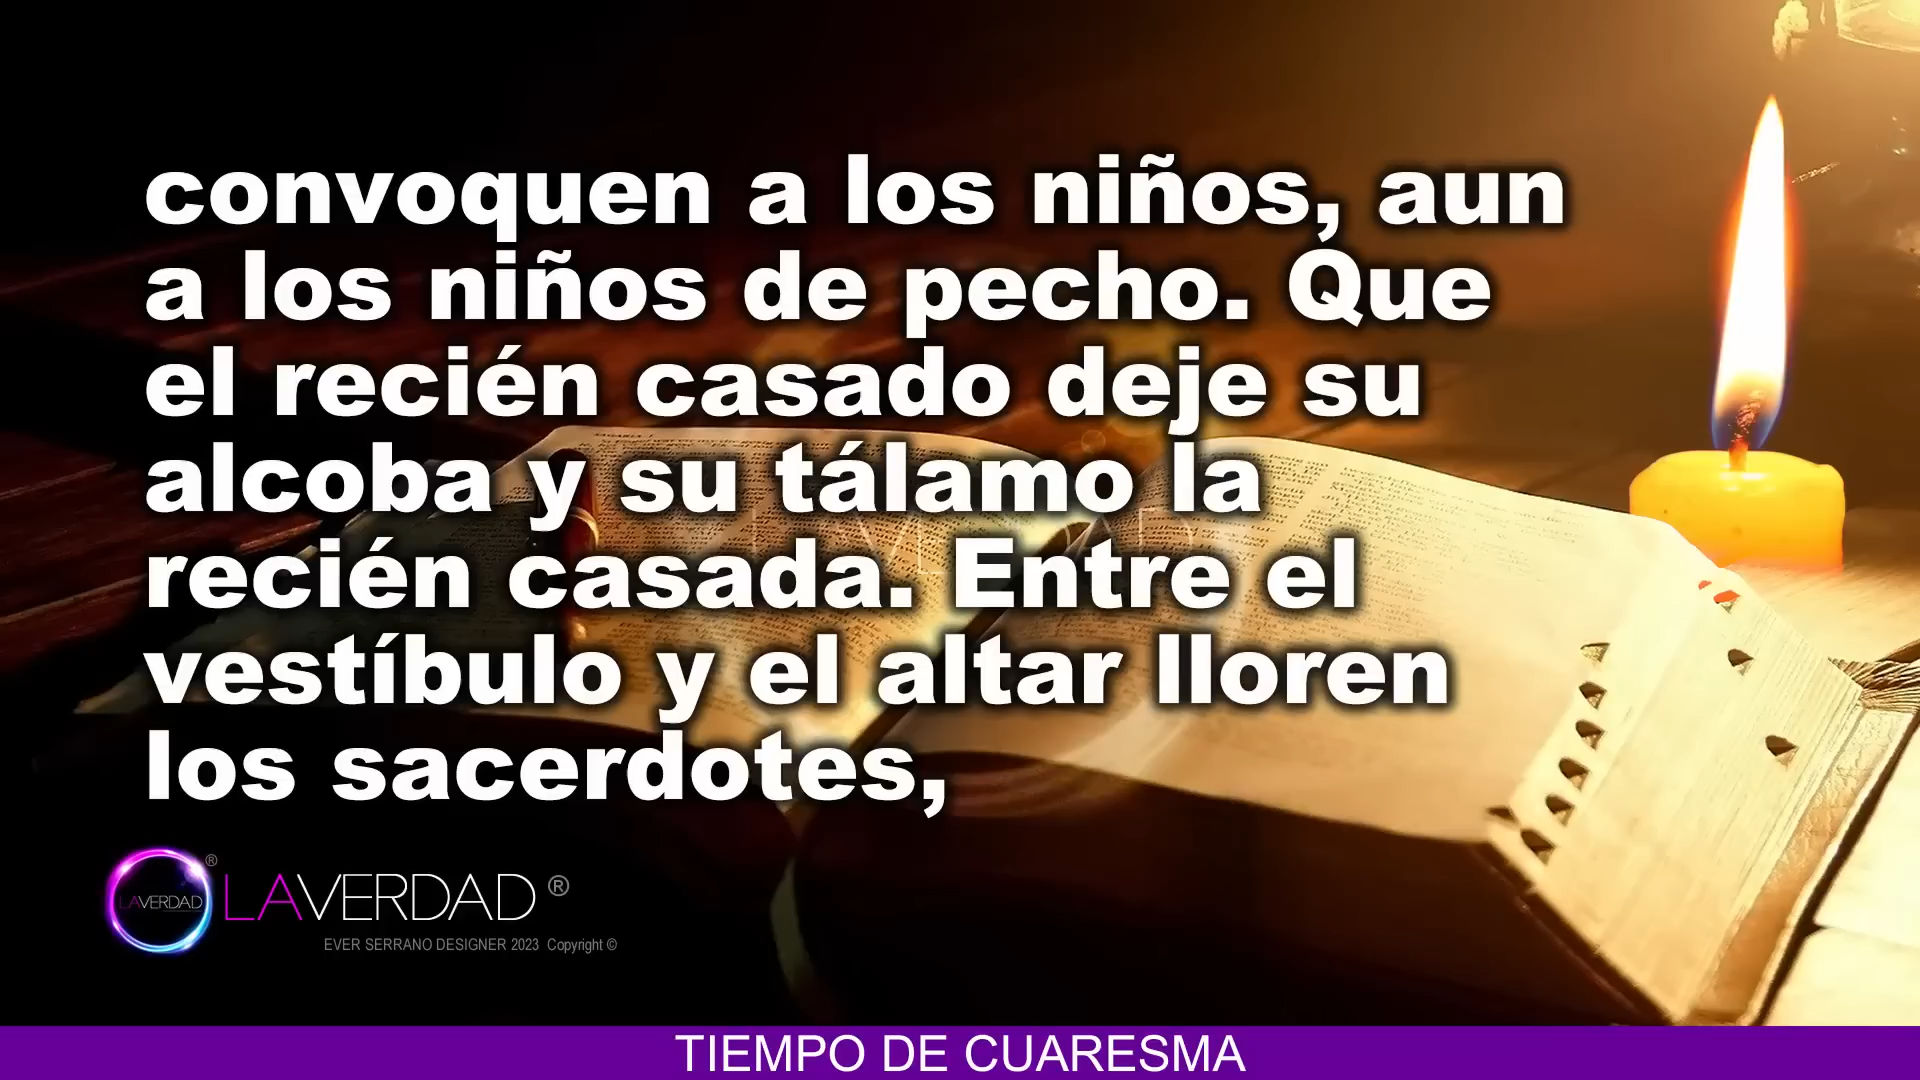 convoquen a los niños, aun
a los niños de pecho. Que
el recién casado deje su
alcoba y su tálamo la
recién casada. Entre el
vestíbulo y el altar lloren
los sacerdotes,
LAVERDAD ® LAVERDAD ®
EVER SERRANO DESIGNER 2023 Copyright ©
TIEMPO DE CUARESMA